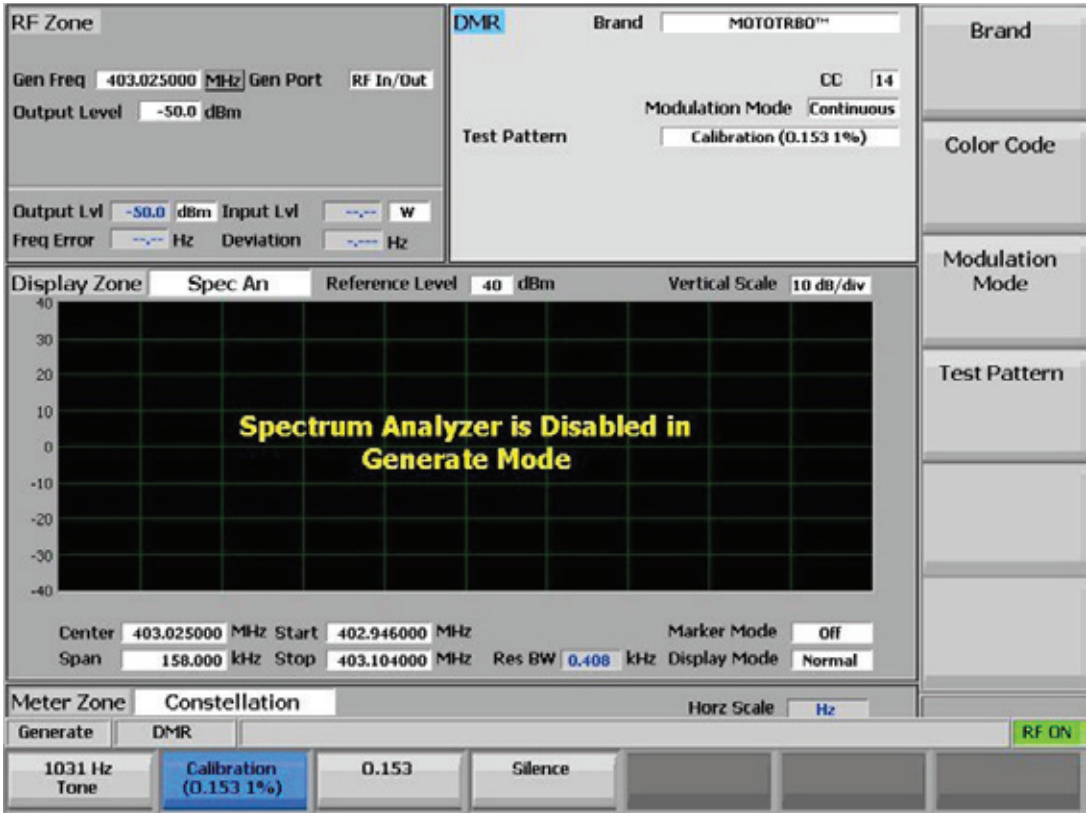 RF Zone
Gen Freq 403.025000 MHz Gen Port RF In/Out
Output Level -50.0 dBm
Output Lvl -50.0 dBm Input Lvl --.-- W
Freq Error --.-- Hz Deviation -.--- Hz
DMR Brand MOTOTRBO™
CC 14
Modulation Mode Continuous
Test Pattern Calibration (0.153 1%)
Display Zone Spec An Reference Level 40 dBm Vertical Scale 10 dB/div
40
30
20
10
0
-10
-20
-30
-40
Spectrum Analyzer is Disabled in
Generate Mode
Center 403.025000 MHz Start 402.946000 MHz Marker Mode Off
Span 158.000 kHz Stop 403.104000 MHz Res BW 0.408 kHz Display Mode Normal
Meter Zone Constellation Horz Scale Hz
Generate DMR RF ON
1031 Hz
Tone
Calibration
(0.153 1%)
0.153
Silence
Brand
Color Code
Modulation
Mode
Test Pattern